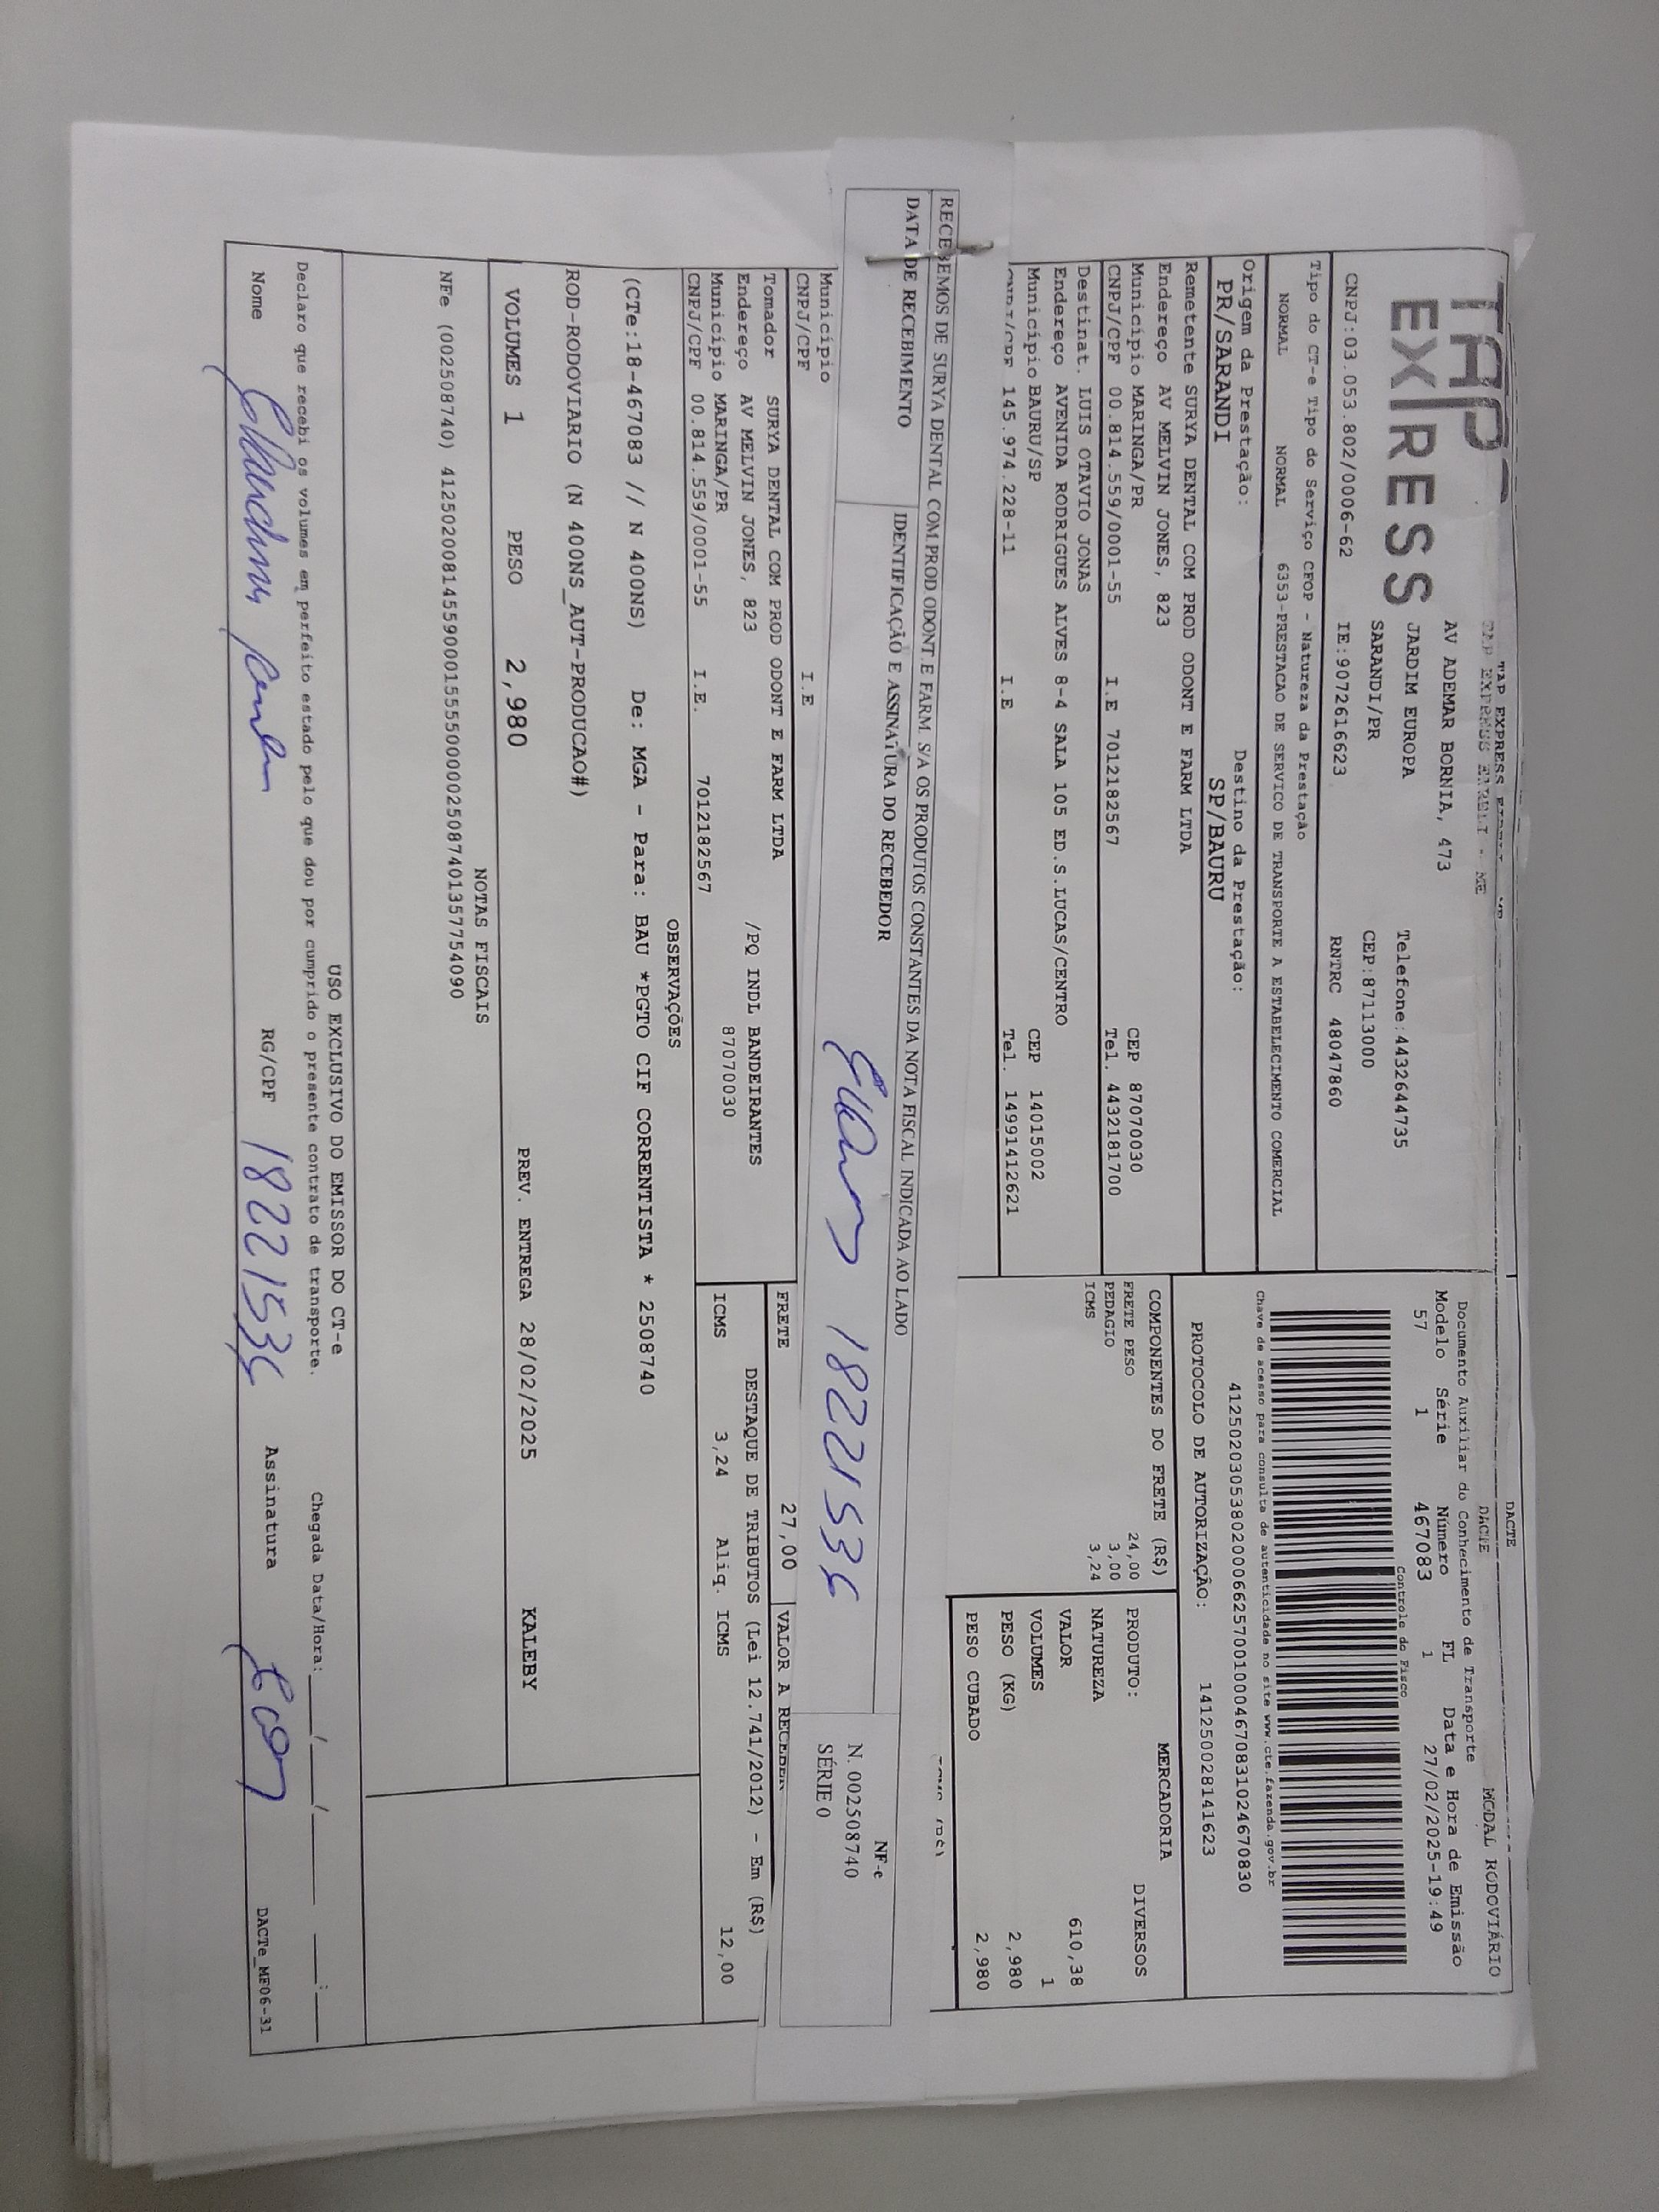 TAP
EXPRESS
TAP EXPRESS EIRELI - ME
AV ADEMAR BORNIA, 473
JARDIM EUROPA Telefone:4432644735
SARANDI/PR CEP:87113000
CNPJ:03.053.802/0006-62 IE:9072616623 RNTRC 48047860
DACTE
DACTE MODAL RODOVIÁRIO
Documento Auxiliar do Conhecimento de Transporte
Modelo Série Número FL Data e Hora de Emissão
57 1 467083 1 27/02/2025-19:49
Controle do Fisco
Chave de acesso para consulta de autenticidade no site www.cte.fazenda.gov.br
41250203053802000662570010004670831024670830
PROTOCOLO DE AUTORIZAÇÃO: 141250028141623
Tipo do CT-e Tipo do Serviço CFOP - Natureza da Prestação
NORMAL NORMAL 6353-PRESTACAO DE SERVICO DE TRANSPORTE A ESTABELECIMENTO COMERCIAL
Origem da Prestação: Destino da Prestação:
PR/SARANDI SP/BAURU
Remetente SURYA DENTAL COM PROD ODONT E FARM LTDA
Endereço AV MELVIN JONES, 823
Município MARINGA/PR CEP 87070030
CNPJ/CPF 00.814.559/0001-55 I.E 7012182567 Tel. 4432181700
Destinat. LUIS OTAVIO JONAS
Endereço AVENIDA RODRIGUES ALVES 8-4 SALA 105 ED.S.LUCAS/CENTRO
Município BAURU/SP CEP 14015002
CNPJ/CPF 145.974.228-11 I.E Tel. 14991412621
COMPONENTES DO FRETE (R$)
FRETE PESO 24,00
PEDAGIO 3,00
ICMS 3,24
MERCADORIA
PRODUTO: DIVERSOS
NATUREZA
VALOR 610,38
VOLUMES 1
PESO (KG) 2,980
PESO CUBADO 2,980
RECEBEMOS DE SURYA DENTAL COM.PROD.ODONT.E FARM. S/A OS PRODUTOS CONSTANTES DA NOTA FISCAL INDICADA AO LADO
DATA DE RECEBIMENTO IDENTIFICAÇÃO E ASSINATURA DO RECEBEDOR
18221536
NF-e
N. 002508740
SÉRIE 0
Município
CNPJ/CPF I.E
FRETE 27,00 VALOR A RECEBER
Tomador SURYA DENTAL COM PROD ODONT E FARM LTDA
Endereço AV MELVIN JONES, 823 /PQ INDL BANDEIRANTES
Município MARINGA/PR 87070030
CNPJ/CPF 00.814.559/0001-55 I.E. 7012182567
DESTAQUE DE TRIBUTOS (Lei 12.741/2012) - Em (R$)
ICMS 3,24 Aliq. ICMS 12,00
OBSERVAÇÕES
(CTe:18-467083 // N 400NS) De: MGA - Para: BAU *PGTO CIF CORRENTISTA * 2508740
ROD-RODOVIARIO (N 400NS_AUT-PRODUCAO#)
VOLUMES 1 PESO 2,980 PREV. ENTREGA 28/02/2025 KALEBY
NOTAS FISCAIS
NFe (002508740) 41250200814559000155550000025087401357754090
USO EXCLUSIVO DO EMISSOR DO CT-e
Declaro que recebi os volumes em perfeito estado pelo que dou por cumprido o presente contrato de transporte. Chegada Data/Hora: ___/___/_____ ___:___
Nome RG/CPF 18221536 Assinatura DACTe_MF06-31